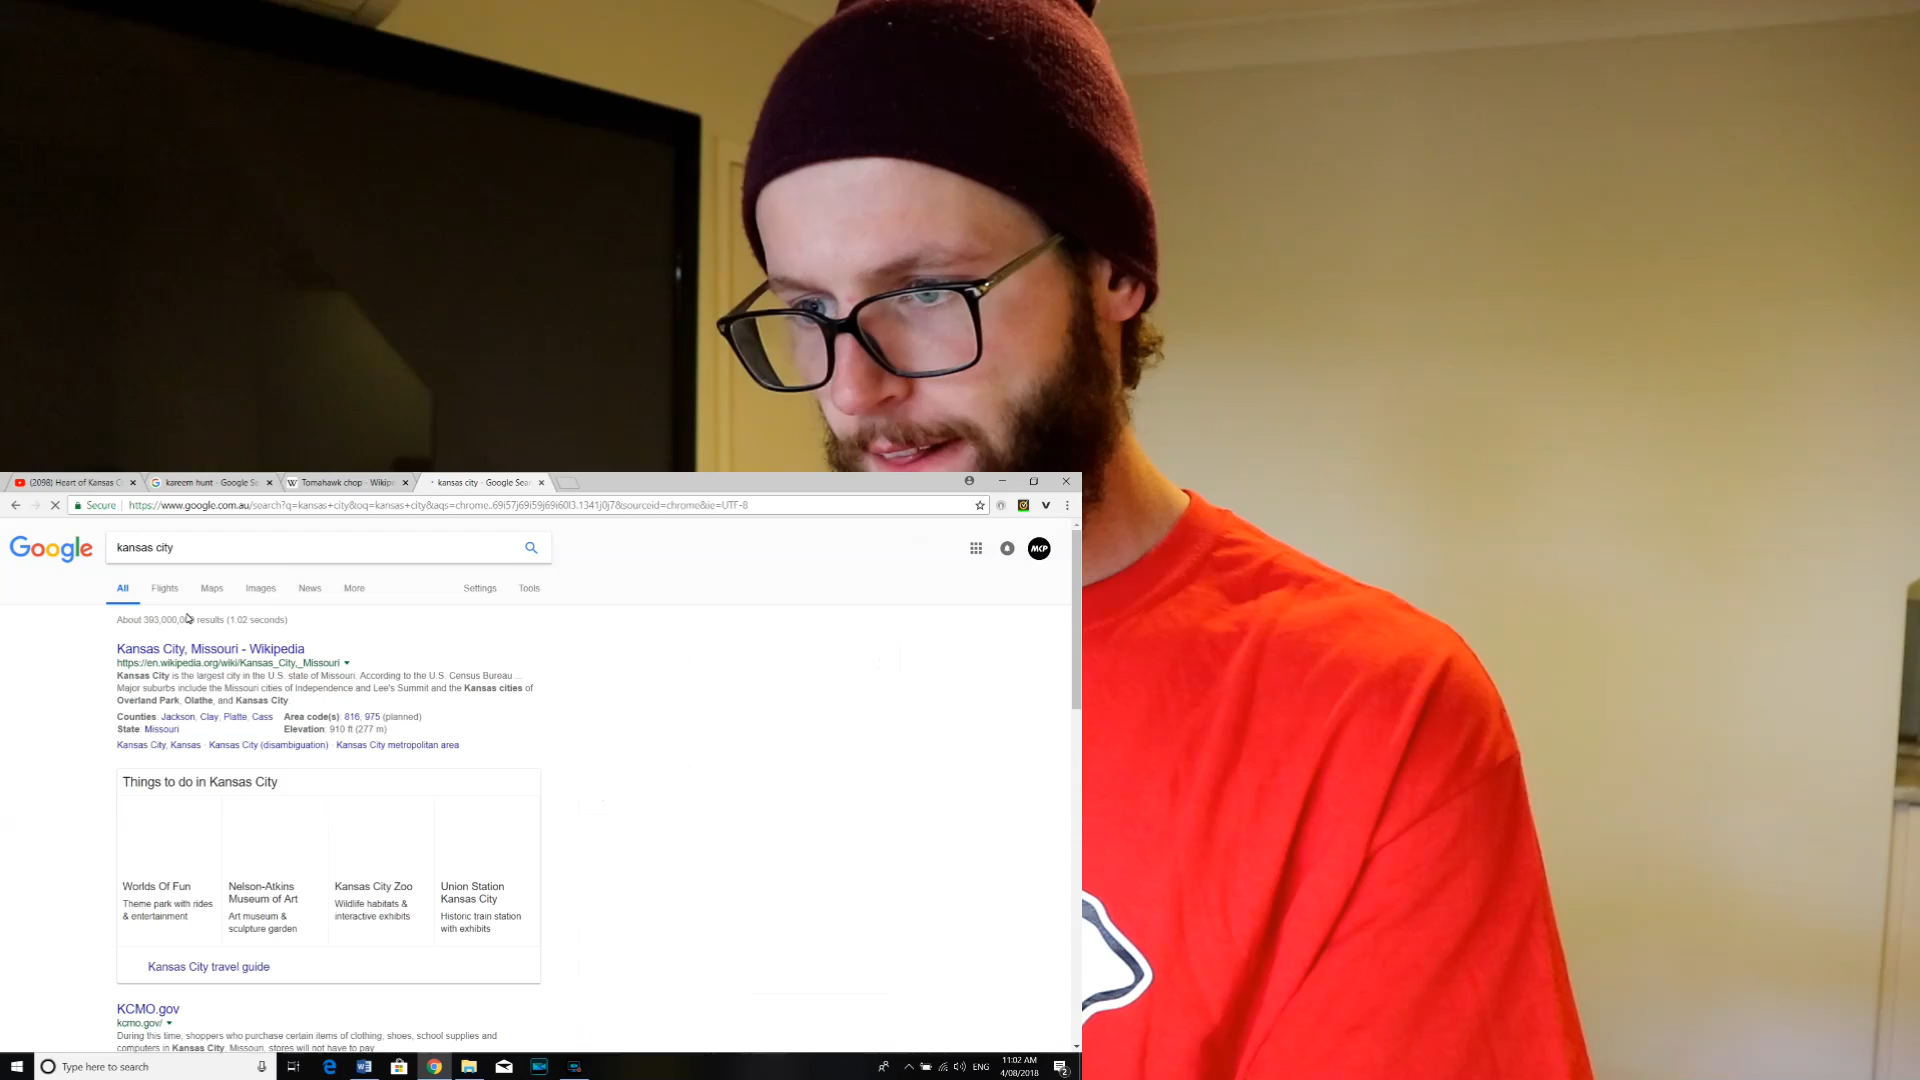 (2098) Heart of Kansas C
kareem hunt - Google Se
Tomahawk chop - Wikip
kansas city - Google Sear
Secure
https://www.google.com.au/search?q=kansas+city&oq=kansas+city&aqs=chrome..69i57j69i59j69i60l3.1341j0j7&sourceid=chrome&ie=UTF-8
Google
kansas city
MCP
All
Flights
Maps
Images
News
More
Settings
Tools
About 393,000,0 results (1.02 seconds)
Kansas City, Missouri - Wikipedia
https://en.wikipedia.org/wiki/Kansas_City,_Missouri
Kansas City is the largest city in the U.S. state of Missouri. According to the U.S. Census Bureau ...
Major suburbs include the Missouri cities of Independence and Lee's Summit and the Kansas cities of
Overland Park, Olathe, and Kansas City.
Counties: Jackson, Clay, Platte, Cass Area code(s): 816, 975 (planned)
State: Missouri Elevation: 910 ft (277 m)
Kansas City, Kansas · Kansas City (disambiguation) · Kansas City metropolitan area
Things to do in Kansas City
Worlds Of Fun
Theme park with rides
& entertainment
Nelson-Atkins
Museum of Art
Art museum &
sculpture garden
Kansas City Zoo
Wildlife habitats &
interactive exhibits
Union Station
Kansas City
Historic train station
with exhibits
Kansas City travel guide
KCMO.gov
kcmo.gov/
During this time, shoppers who purchase certain items of clothing, shoes, school supplies and
computers in Kansas City, Missouri, stores will not have to pay
Type here to search
ENG
11:02 AM
4/08/2018
2